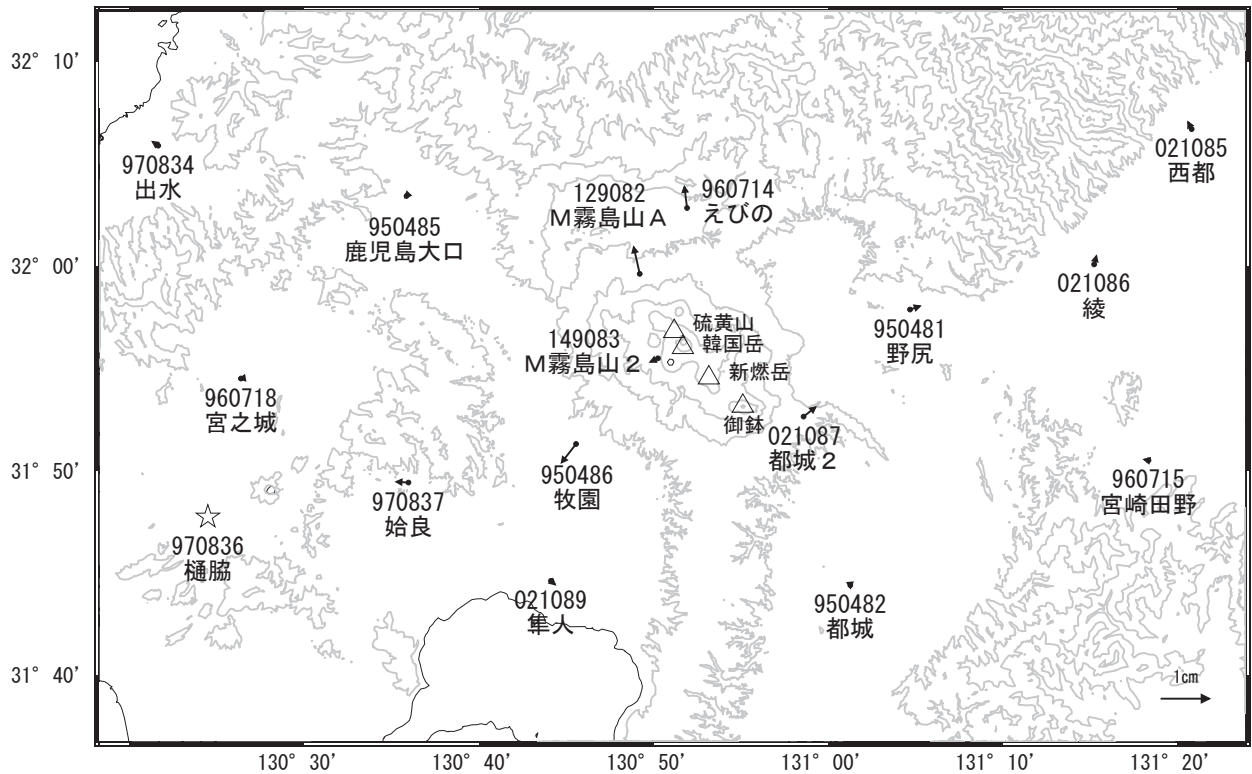 32° 10'
970834
出水
950485
鹿児島大口
129082
Ｍ霧島山Ａ
960714
えびの
021085
西都
32° 00'
021086
綾
950481
野尻
149083
Ｍ霧島山２
硫黄山
韓国岳
新燃岳
御鉢
960718
宮之城
021087
都城２
31° 50'
950486
牧園
970837
姶良
960715
宮崎田野
970836
樋脇
021089
隼人
950482
都城
31° 40'
1cm
130° 30'
130° 40'
130° 50'
131° 00'
131° 10'
131° 20'